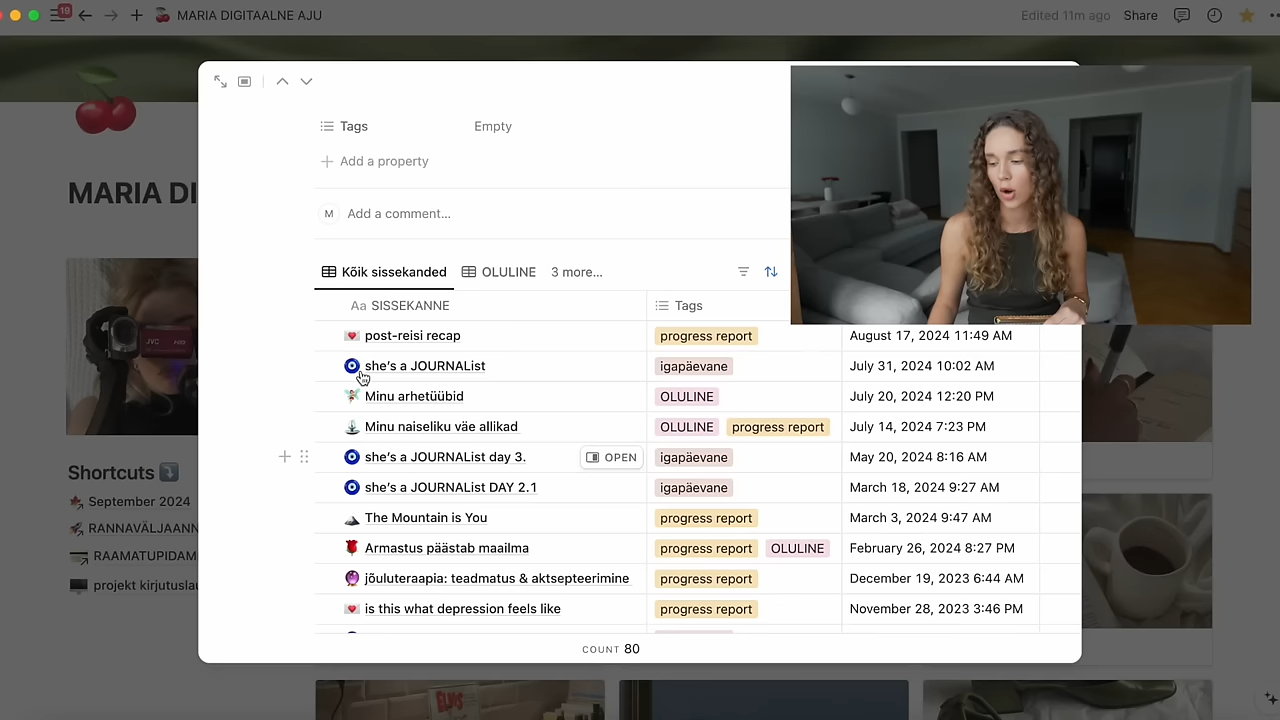 19
MARIA DIGITAALNE AJU
Edited 11m ago
Share
MARIA DI
Shortcuts
September 2024
RANNAVÄLJAANN
RAAMATUPIDAM
projekt kirjutuslau
Tags Empty
Add a property
M Add a comment...
Kõik sissekanded OLULINE 3 more...
Aa SISSEKANNE Tags
post-reisi recap progress report August 17, 2024 11:49 AM
she's a JOURNAList igapäevane July 31, 2024 10:02 AM
Minu arhetüübid OLULINE July 20, 2024 12:20 PM
Minu naiseliku väe allikad OLULINE progress report July 14, 2024 7:23 PM
she's a JOURNAList day 3. OPEN igapäevane May 20, 2024 8:16 AM
she's a JOURNAList DAY 2.1 igapäevane March 18, 2024 9:27 AM
The Mountain is You progress report March 3, 2024 9:47 AM
Armastus päästab maailma progress report OLULINE February 26, 2024 8:27 PM
jõuluteraapia: teadmatus & aktsepteerimine progress report December 19, 2023 6:44 AM
is this what depression feels like progress report November 28, 2023 3:46 PM
COUNT 80
JVC
ELVIS